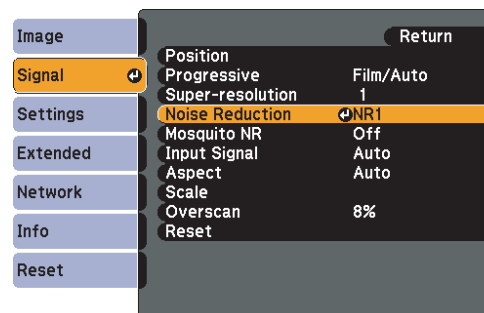 Image
Signal
Settings
Extended
Network
Info
Reset
Return
Position
Progressive Film/Auto
Super-resolution 1
Noise Reduction NR1
Mosquito NR Off
Input Signal Auto
Aspect Auto
Scale
Overscan 8%
Reset